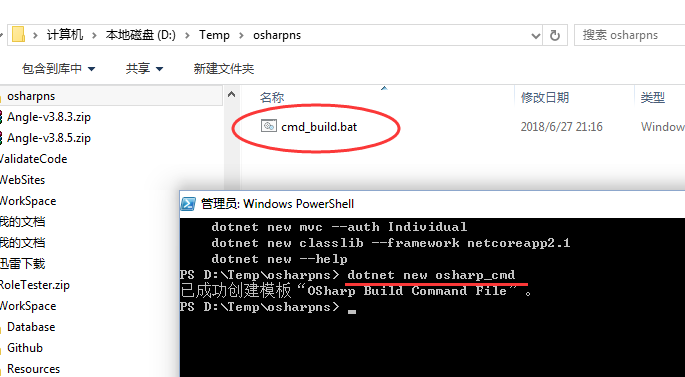 计算机 本地磁盘 (D:) Temp osharpns 搜索 osharpns
包含到库中 共享 新建文件夹
osharpns
Angle-v3.8.3.zip
Angle-v3.8.5.zip
ValidateCode
WebSites
WorkSpace
我的文档
迅雷下载
RoleTester.zip
WorkSpace
我的文档
Database
Github
Resources
名称 修改日期 类型
cmd_build.bat 2018/6/27 21:16 Window
管理员: Windows PowerShell
dotnet new mvc --auth Individual
dotnet new classlib --framework netcoreapp2.1
dotnet new --help
PS D:\Temp\osharpns> dotnet new osharp_cmd
已成功创建模板“OSharp Build Command File”。
PS D:\Temp\osharpns>